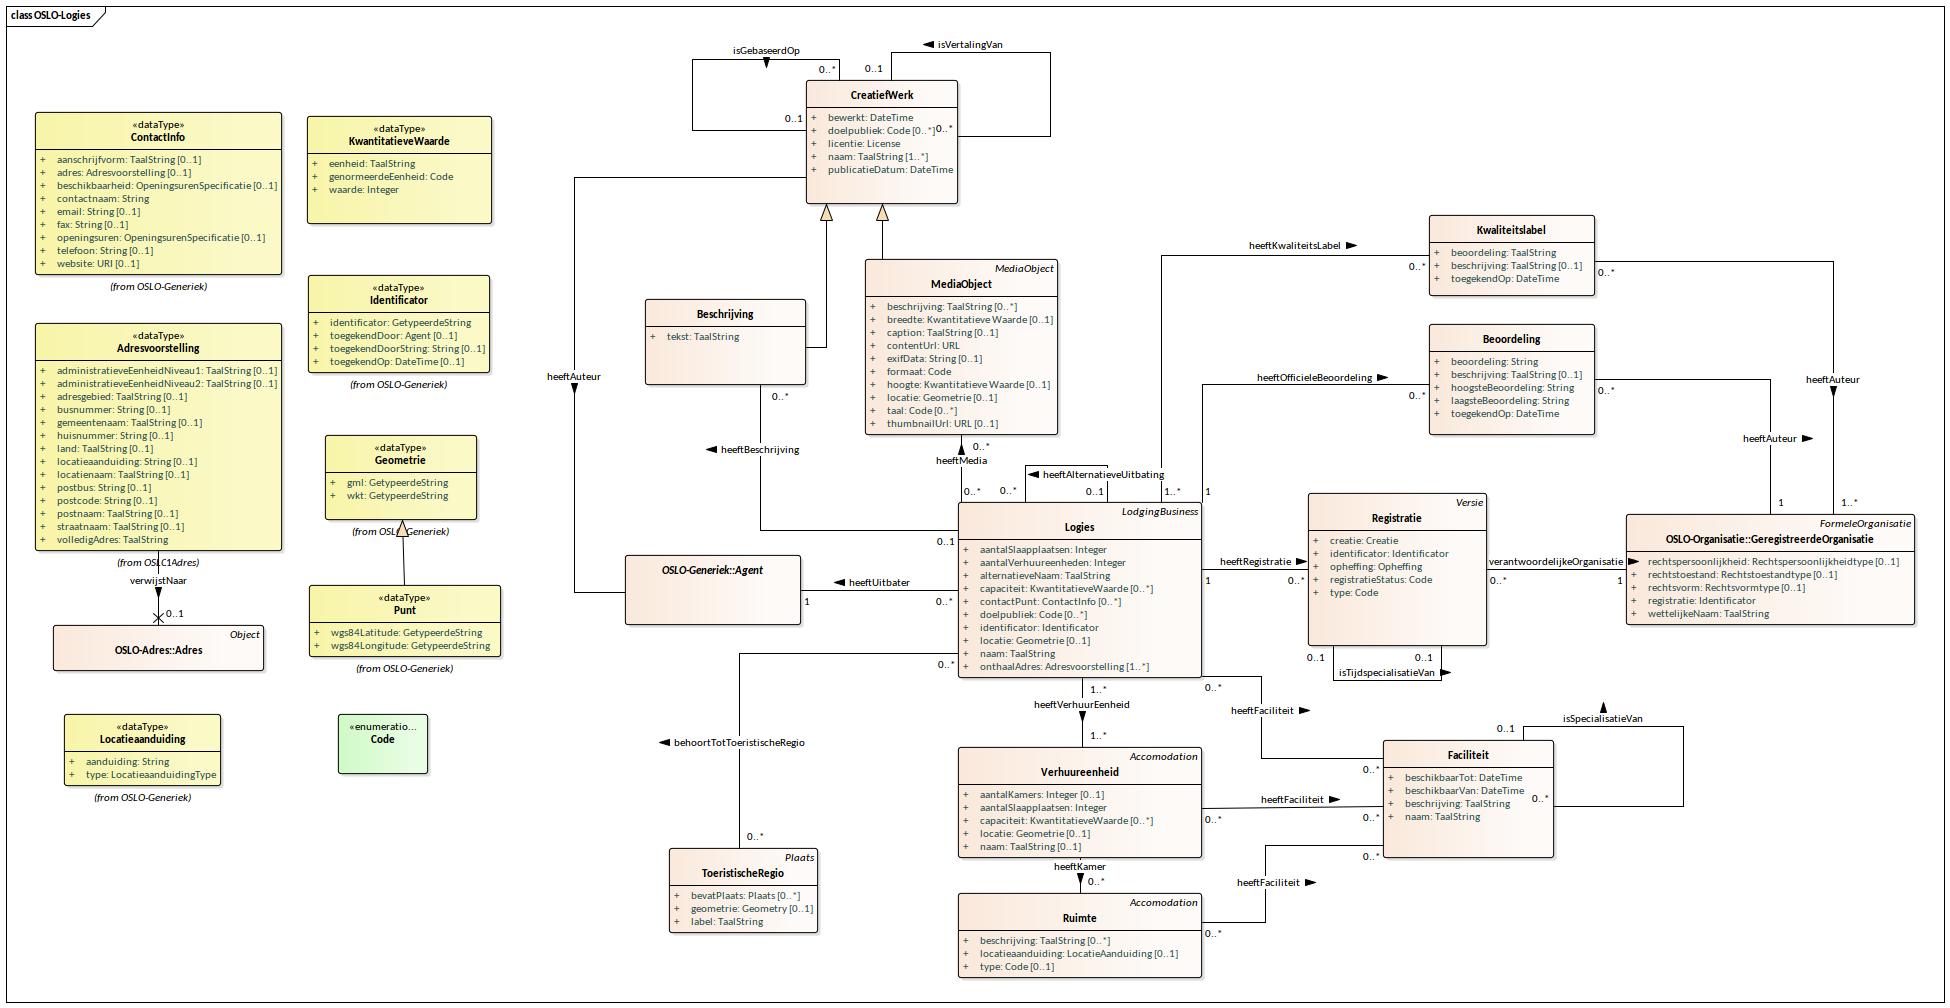 class OSLO-Logies
«dataType»
ContactInfo
+ aanschrijfvorm: TaalString [0..1]
+ adres: Adresvoorstelling [0..1]
+ beschikbaarheid: OpeningsurenSpecificatie [0..1]
+ contactnaam: String
+ email: String [0..1]
+ fax: String [0..1]
+ openingsuren: OpeningsurenSpecificatie [0..1]
+ telefoon: String [0..1]
+ website: URI [0..1]
(from OSLO-Generiek)
«dataType»
Adresvoorstelling
+ administratieveEenheidNiveau1: TaalString [0..1]
+ administratieveEenheidNiveau2: TaalString [0..1]
+ adresgebied: TaalString [0..1]
+ busnummer: String [0..1]
+ gemeentenaam: TaalString [0..1]
+ huisnummer: String [0..1]
+ land: TaalString [0..1]
+ locatieaanduiding: String [0..1]
+ locatienaam: TaalString [0..1]
+ postbus: String [0..1]
+ postcode: String [0..1]
+ postnaam: TaalString [0..1]
+ straatnaam: TaalString [0..1]
+ volledigAdres: TaalString
(from OSLC1Adres)
verwijstNaar
0..1
Object
OSLO-Adres::Adres
«dataType»
Locatieaanduiding
+ aanduiding: String
+ type: LocatieaanduidingType
(from OSLO-Generiek)
«dataType»
KwantitatieveWaarde
+ eenheid: TaalString
+ genormeerdeEenheid: Code
+ waarde: Integer
«dataType»
Identificator
+ identificator: GetypeerdeString
+ toegekendDoor: Agent [0..1]
+ toegekendDoorString: String [0..1]
+ toegekendOp: DateTime [0..1]
(from OSLO-Generiek)
«dataType»
Geometrie
+ gml: GetypeerdeString
+ wkt: GetypeerdeString
(from OSLO-Generiek)
«dataType»
Punt
+ wgs84Latitude: GetypeerdeString
+ wgs84Longitude: GetypeerdeString
(from OSLO-Generiek)
«enumeratio...
Code
isGebaseerdOp
0..*
0..1
isVertalingVan
0..1
0..*
CreatiefWerk
+ bewerkt: DateTime
+ doelpubliek: Code [0..*]
+ licentie: License
+ naam: TaalString [1..*]
+ publicatieDatum: DateTime
heeftAuteur
Beschrijving
+ tekst: TaalString
0..*
heeftBeschrijving
0..1
MediaObject
MediaObject
+ beschrijving: TaalString [0..*]
+ breedte: Kwantitatieve Waarde [0..1]
+ caption: TaalString [0..1]
+ contentUrl: URL
+ exifData: String [0..1]
+ formaat: Code
+ hoogte: Kwantitatieve Waarde [0..1]
+ locatie: Geometrie [0..1]
+ taal: Code [0..*]
+ thumbnailUrl: URL [0..1]
0..*
heeftMedia
0..*
heeftAlternatieveUitbating
0..*
0..1
heeftKwaliteitsLabel
1..*
0..*
heeftOfficieleBeoordeling
1
0..*
Kwaliteitslabel
+ beoordeling: TaalString
+ beschrijving: TaalString [0..1]
+ toegekendOp: DateTime
0..*
heeftAuteur
1..*
Beoordeling
+ beoordeling: String
+ beschrijving: TaalString [0..1]
+ hoogsteBeoordeling: String
+ laagsteBeoordeling: String
+ toegekendOp: DateTime
0..*
heeftAuteur
1
LodgingBusiness
Logies
+ aantalSlaapplaatsen: Integer
+ aantalVerhuureenheden: Integer
+ alternatieveNaam: TaalString
+ capaciteit: KwantitatieveWaarde [0..*]
+ contactPunt: ContactInfo [0..*]
+ doelpubliek: Code [0..*]
+ identificator: Identificator
+ locatie: Geometrie [0..1]
+ naam: TaalString
+ onthaalAdres: Adresvoorstelling [1..*]
OSLO-Generiek::Agent
heeftUitbater
1
0..*
heeftRegistratie
1
0..*
Versie
Registratie
+ creatie: Creatie
+ identificator: Identificator
+ opheffing: Opheffing
+ registratieStatus: Code
+ type: Code
0..1
0..1
isTijdspecialisatieVan
verantwoordelijkeOrganisatie
0..*
1
FormeleOrganisatie
OSLO-Organisatie::GeregistreerdeOrganisatie
+ rechtspersoonlijkheid: Rechtspersoonlijkheidtype [0..1]
+ rechtstoestand: Rechtstoestandtype [0..1]
+ rechtsvorm: Rechtsvormtype [0..1]
+ registratie: Identificator
+ wettelijkeNaam: TaalString
0..*
behoortTotToeristischeRegio
0..*
Plaats
ToeristischeRegio
+ bevatPlaats: Plaats [0..*]
+ geometrie: Geometry [0..1]
+ label: TaalString
1..*
heeftVerhuurEenheid
1..*
Accomodation
Verhuureenheid
+ aantalKamers: Integer [0..1]
+ aantalSlaapplaatsen: Integer
+ capaciteit: KwantitatieveWaarde [0..*]
+ locatie: Geometrie [0..1]
+ naam: TaalString [0..1]
heeftKamer
0..*
Accomodation
Ruimte
+ beschrijving: TaalString [0..*]
+ locatieaanduiding: LocatieAanduiding [0..1]
+ type: Code [0..1]
0..*
heeftFaciliteit
0..*
heeftFaciliteit
0..*
0..*
heeftFaciliteit
0..*
0..*
isSpecialisatieVan
0..1
0..*
Faciliteit
+ beschikbaarTot: DateTime
+ beschikbaarVan: DateTime
+ beschrijving: TaalString
+ naam: TaalString